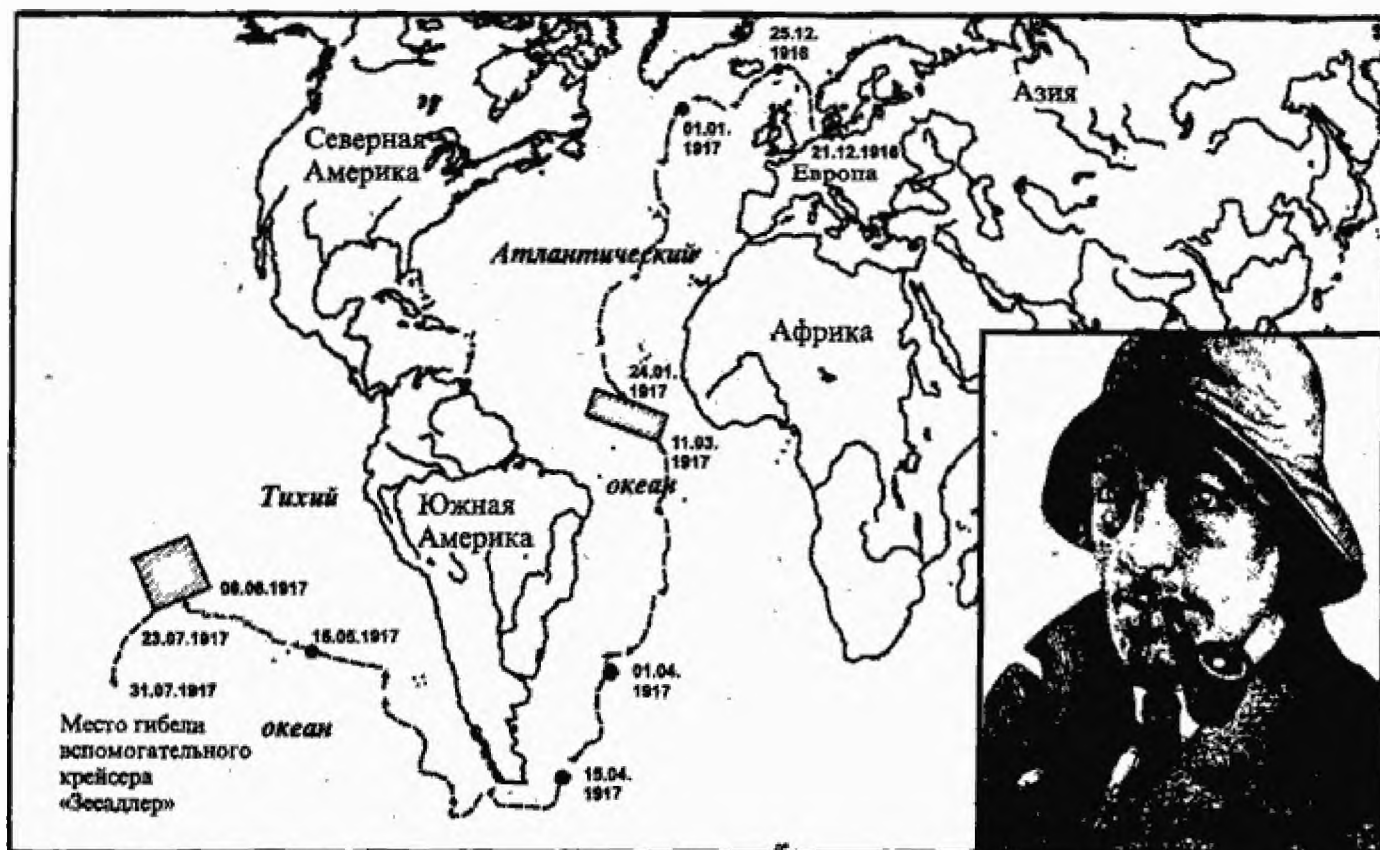 25.12.
1916
Азия
Северная
Америка
01.01.
1917
21.12.1916
Европа
Атлантический
Африка
24.01.
1917
11.03.
1917
Тихий
океан
Южная
Америка
08.06.1917
23.07.1917
15.05.1917
01.04.
1917
31.07.1917
Место гибели
вспомогательного
крейсера
«Зеeадлер»
океан
15.04.
1917